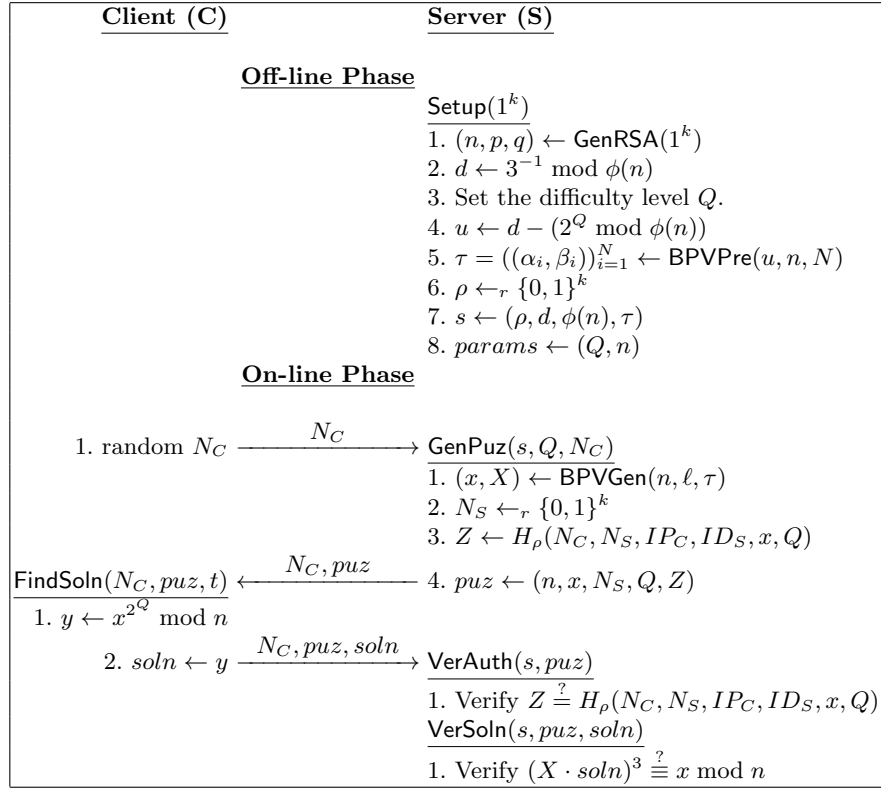 Client (C) Server (S)
Off-line Phase
Setup(1^k)
1. (n, p, q) ← GenRSA(1^k)
2. d ← 3^{-1} mod ϕ(n)
3. Set the difficulty level Q.
4. u ← d − (2^Q mod ϕ(n))
5. τ = ((α_i, β_i))_{i=1}^N ← BPVPre(u, n, N)
6. ρ ←_r {0, 1}^k
7. s ← (ρ, d, ϕ(n), τ)
8. params ← (Q, n)
On-line Phase
1. random N_C N_C GenPuz(s, Q, N_C)
1. (x, X) ← BPVGen(n, ℓ, τ)
2. N_S ←_r {0, 1}^k
3. Z ← H_ρ(N_C, N_S, IP_C, ID_S, x, Q)
FindSoln(N_C, puz, t) N_C, puz 4. puz ← (n, x, N_S, Q, Z)
1. y ← x^{2^Q} mod n
2. soln ← y N_C, puz, soln VerAuth(s, puz)
1. Verify Z ≟ H_ρ(N_C, N_S, IP_C, ID_S, x, Q)
VerSoln(s, puz, soln)
1. Verify (X · soln)^3 ≡^? x mod n